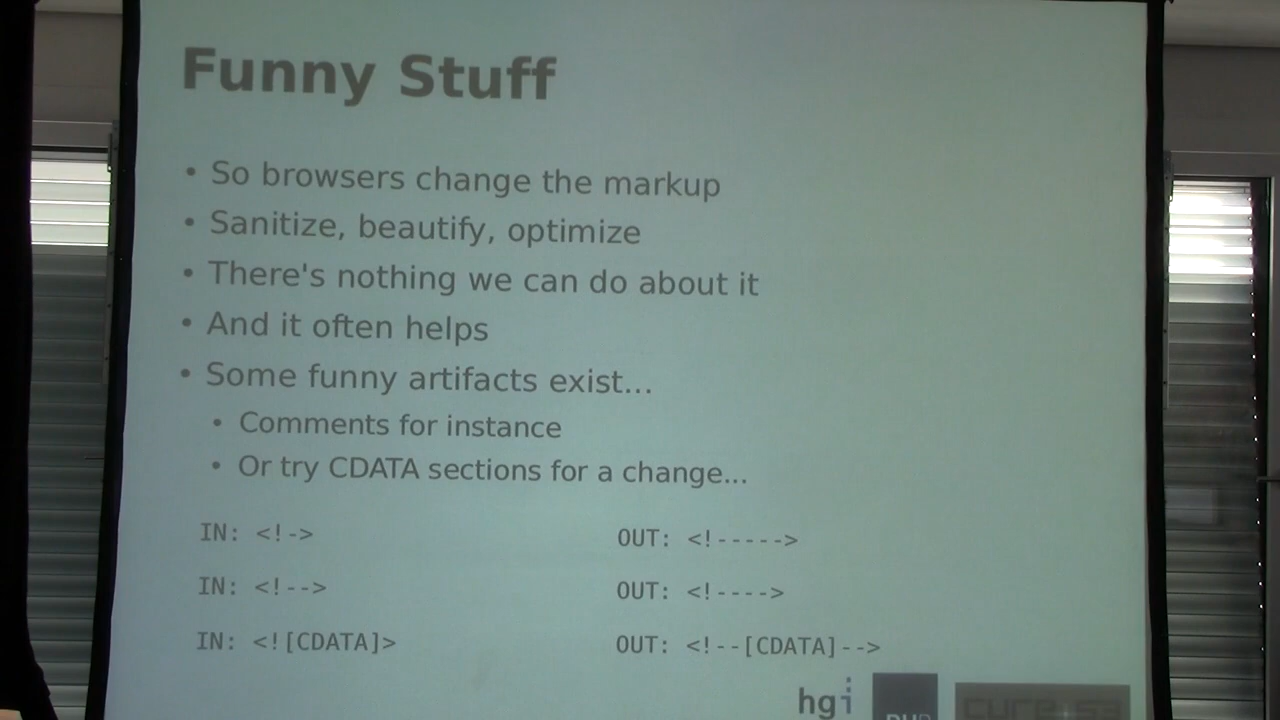 Funny Stuff
• So browsers change the markup
• Sanitize, beautify, optimize
• There's nothing we can do about it
• And it often helps
• Some funny artifacts exist...
• Comments for instance
• Or try CDATA sections for a change...
IN: <!-> OUT: <!----->
IN: <!--> OUT: <!---->
IN: <![CDATA]> OUT: <!--[CDATA]-->
hgi